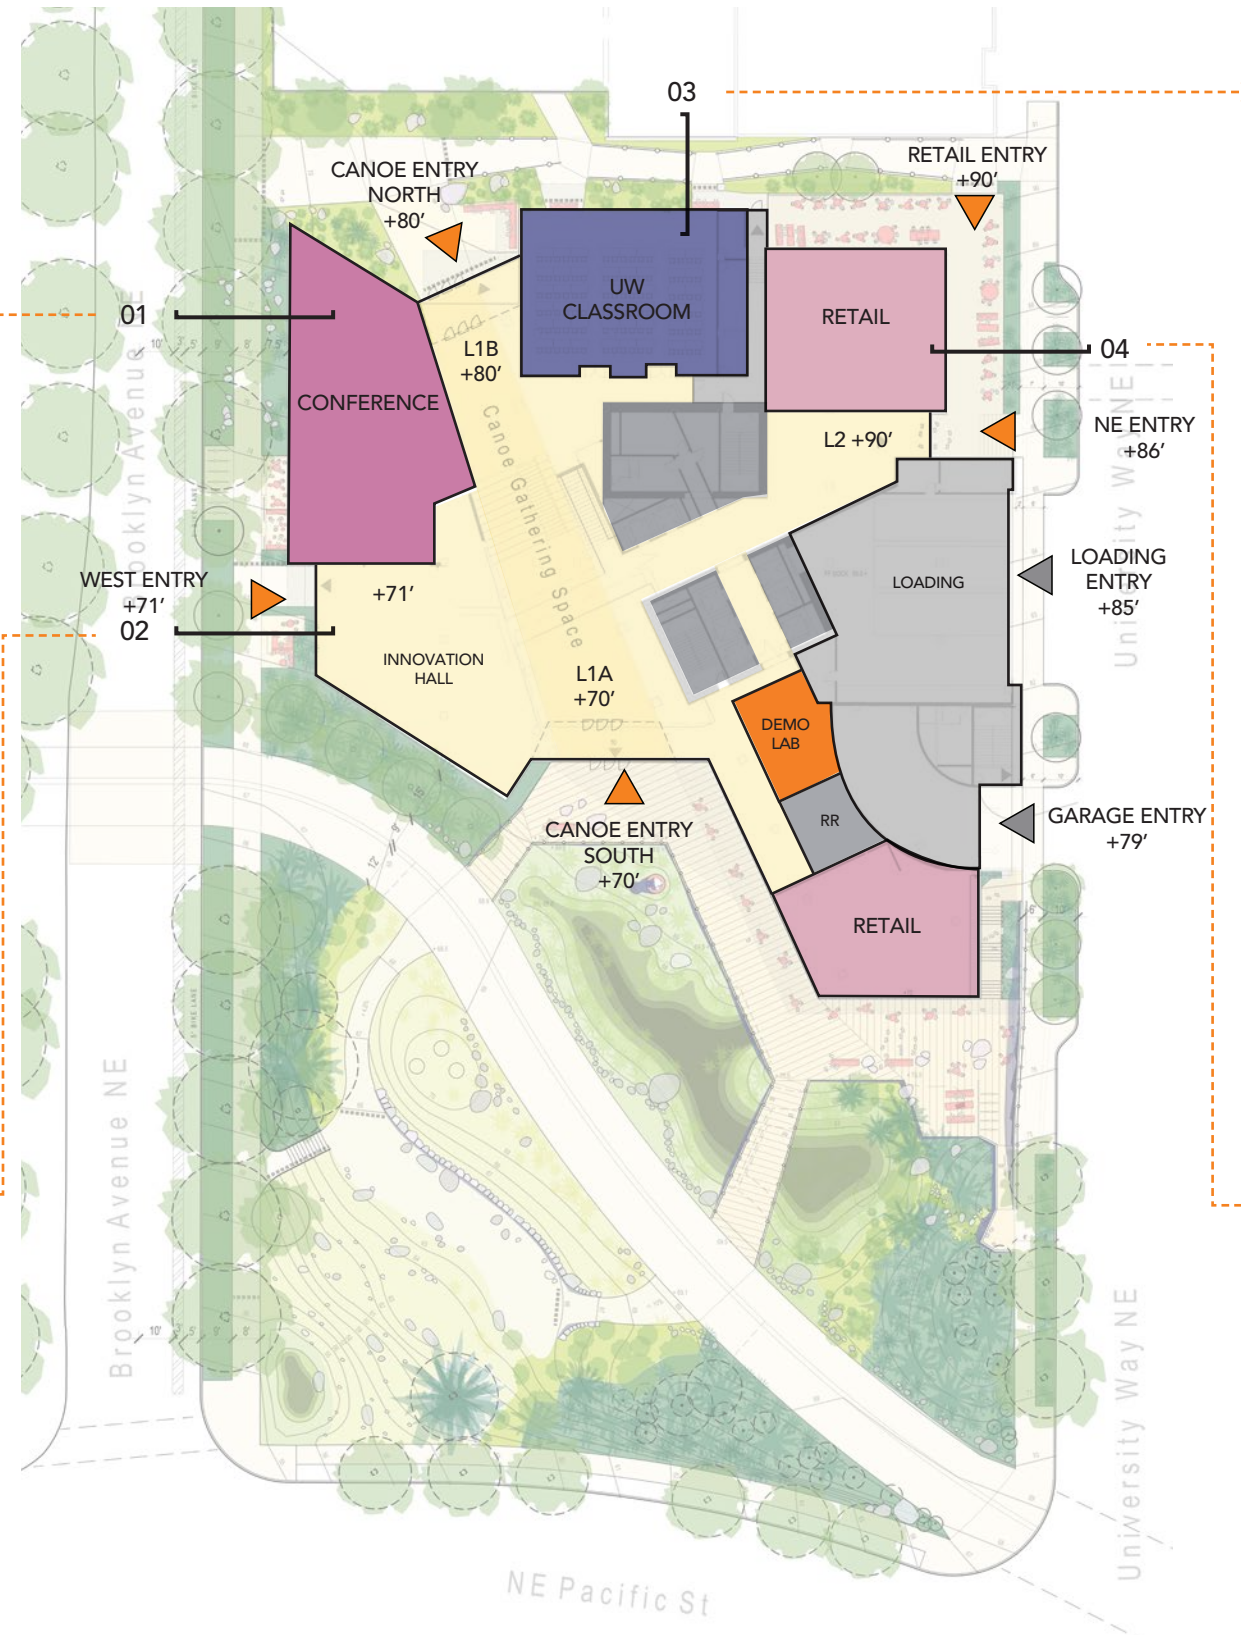 03
RETAIL ENTRY
+90’
CANOE ENTRY
NORTH
+80’
UW
CLASSROOM
01
RETAIL
L1B
+80’
04
CONFERENCE
L2 +90’
NE ENTRY
+86’
Canoe Gathering Space
Brooklyn Avenue NE
University Way NE
WEST ENTRY
+71’
02
+71’
LOADING
LOADING
ENTRY
+85’
INNOVATION
HALL
L1A
+70’
DEMO
LAB
RR
GARAGE ENTRY
+79’
CANOE ENTRY
SOUTH
+70’
RETAIL
5' BIKE LANE
Brooklyn Avenue NE
University Way NE
NE Pacific St